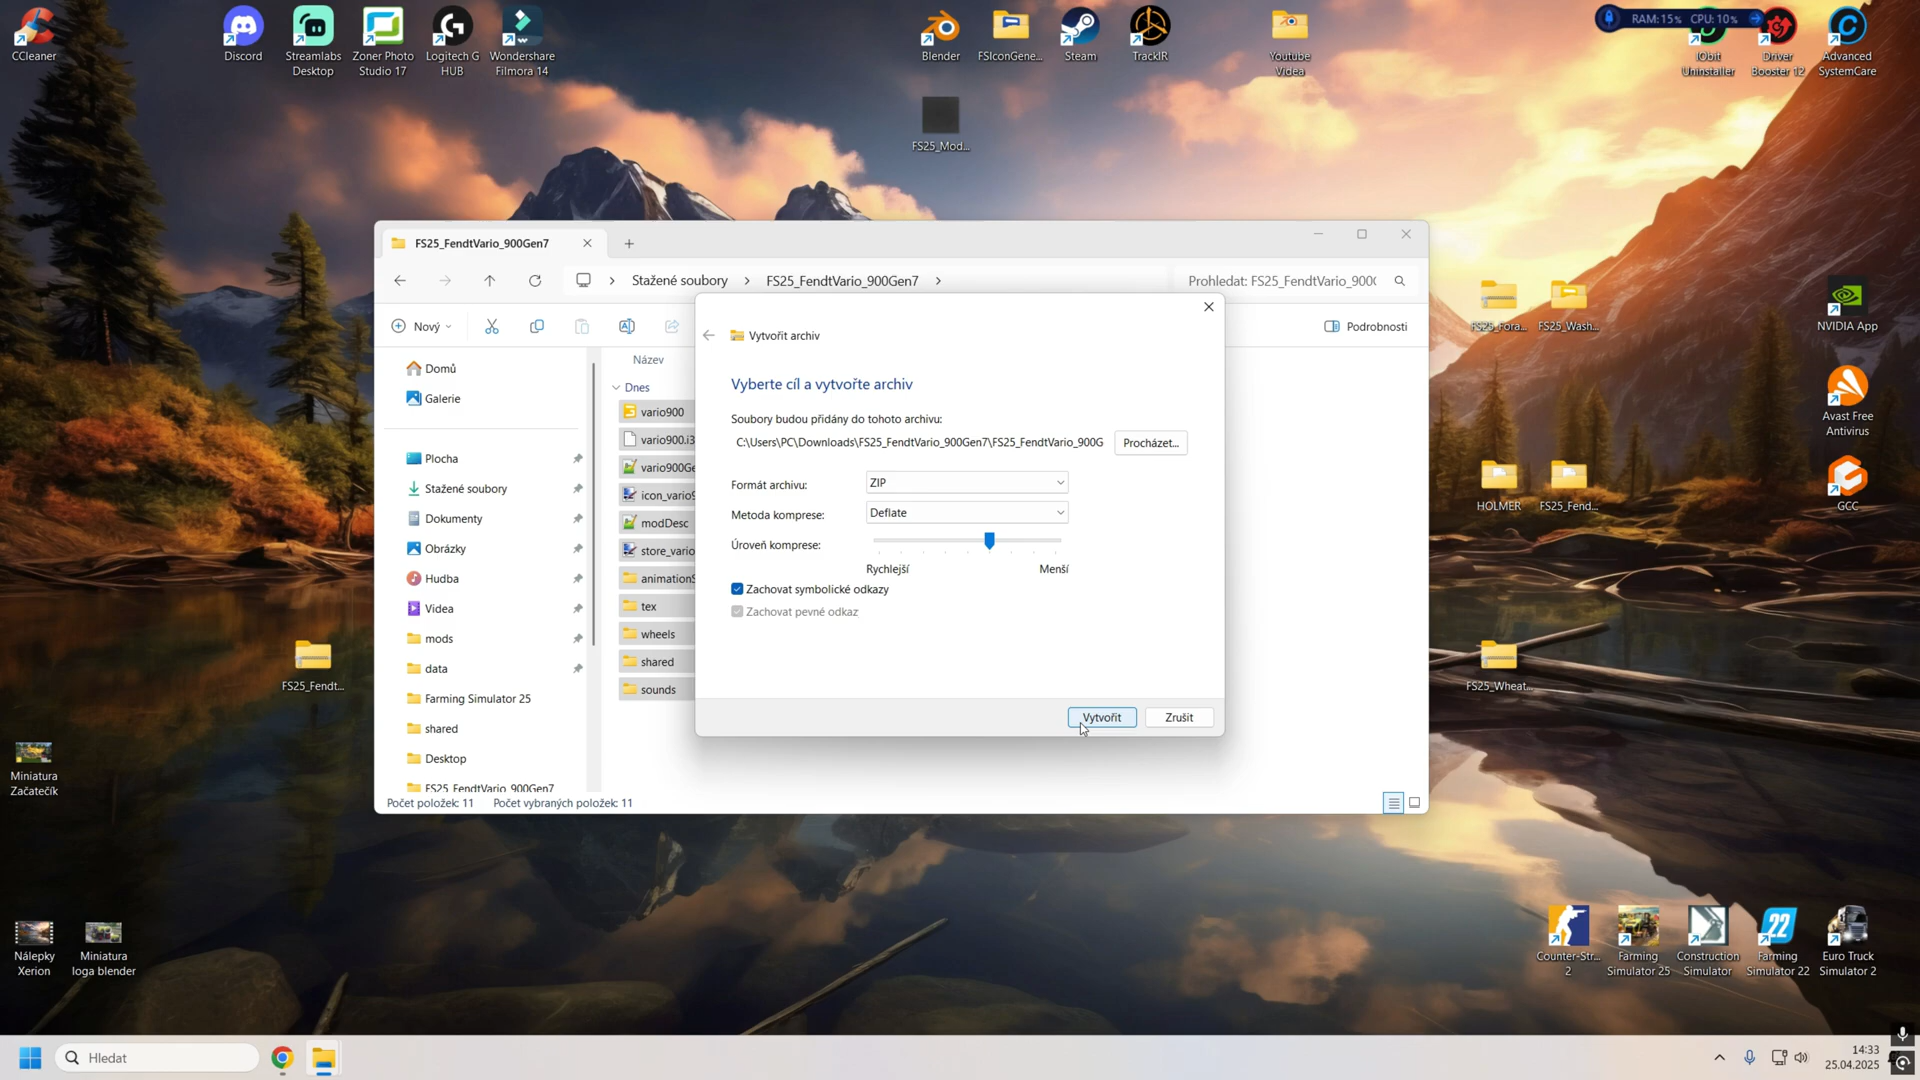 CCleaner
Discord
Streamlabs
Desktop
Zoner Photo
Studio 17
Logitech G
HUB
Wondershare
Filmora 14
Blender
FSIconGene...
Steam
TrackIR
Youtube
Videa
RAM:15% CPU:10%
IObit
Uninstaller
Driver
Booster 12
Advanced
SystemCare
FS25_Mod...
FS25_FendtVario_900Gen7
Stažené soubory
FS25_FendtVario_900Gen7
Prohledat: FS25_FendtVario_900(
Nový
Podrobnosti
Domů
Galerie
Plocha
Stažené soubory
Dokumenty
Obrázky
Hudba
Videa
mods
data
Farming Simulator 25
shared
Desktop
FS25_FendtVario_900Gen7
Název
Dnes
vario900
vario900.i3
vario900Ge
icon_vario9
modDesc
store_vario
animationS
tex
wheels
shared
sounds
Vytvořit archiv
Vyberte cíl a vytvořte archiv
Soubory budou přidány do tohoto archivu:
C:\Users\PC\Downloads\FS25_FendtVario_900Gen7\FS25_FendtVario_900G
Procházet...
Formát archivu:
ZIP
Metoda komprese:
Deflate
Úroveň komprese:
Rychlejší
Menší
Zachovat symbolické odkazy
Zachovat pevné odkaz
Vytvořit
Zrušit
Počet položek: 11
Počet vybraných položek: 11
FS25_Fora...
FS25_Wash...
NVIDIA App
Avast Free
Antivirus
HOLMER
FS25_Fend...
GCC
FS25_Fendt...
FS25_Wheat...
Miniatura
Začatečík
Nálepky
Xerion
Miniatura
loga blender
Counter-Str...
2
Farming
Simulator 25
Construction
Simulator
22
Farming
Simulator 22
Euro Truck
Simulator 2
Hledat
14:33
25.04.2025